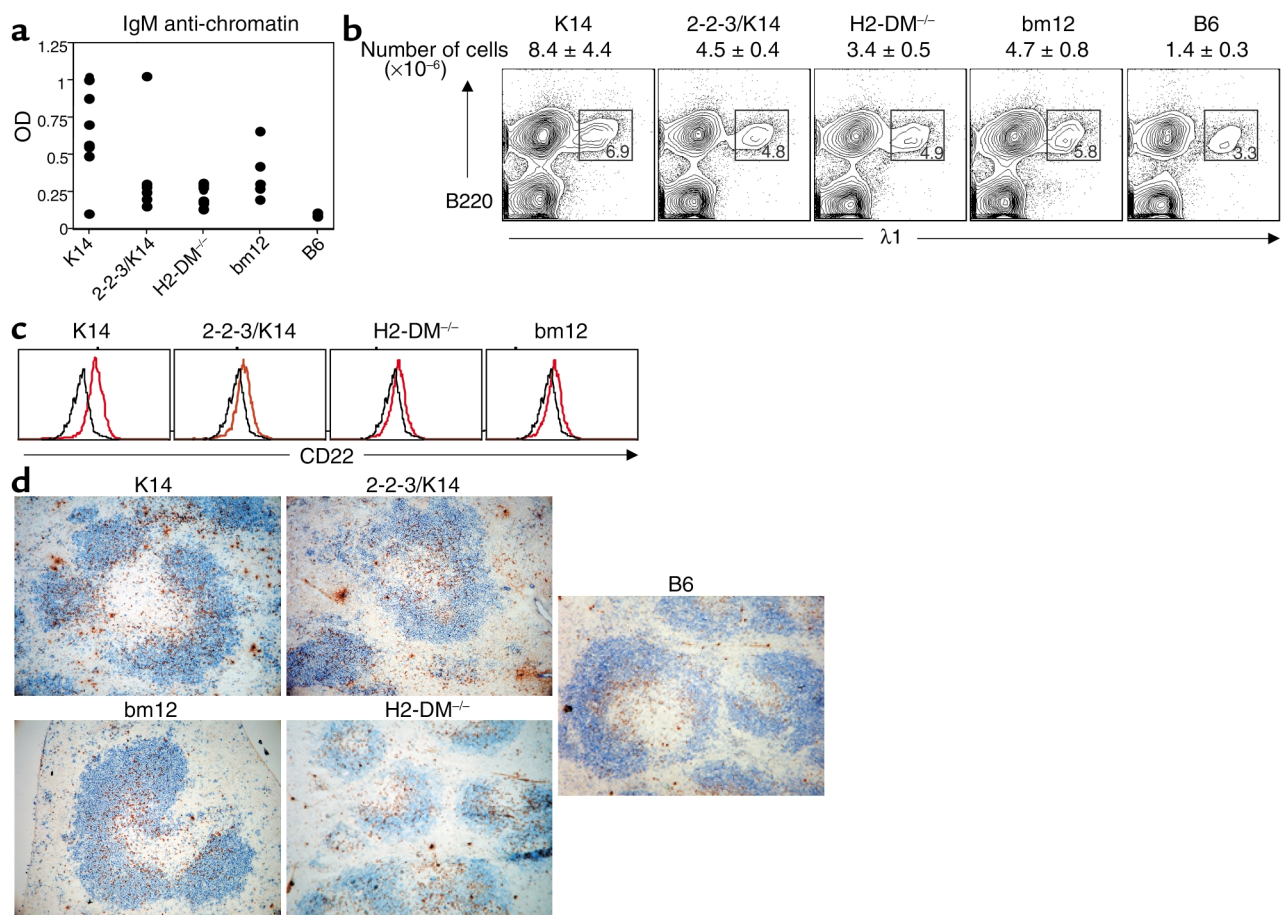 a
IgM anti-chromatin
1.25
1
0.75
0.5
0.25
0
OD
K14
2-2-3/K14
H2-DM–/–
bm12
B6
b
K14 2-2-3/K14 H2-DM–/– bm12 B6
Number of cells 8.4 ± 4.4 4.5 ± 0.4 3.4 ± 0.5 4.7 ± 0.8 1.4 ± 0.3
(×10–6)
6.9 4.8 4.9 5.8 3.3
B220
λ1
c
K14 2-2-3/K14 H2-DM–/– bm12
CD22
d
K14 2-2-3/K14
B6
bm12 H2-DM–/–